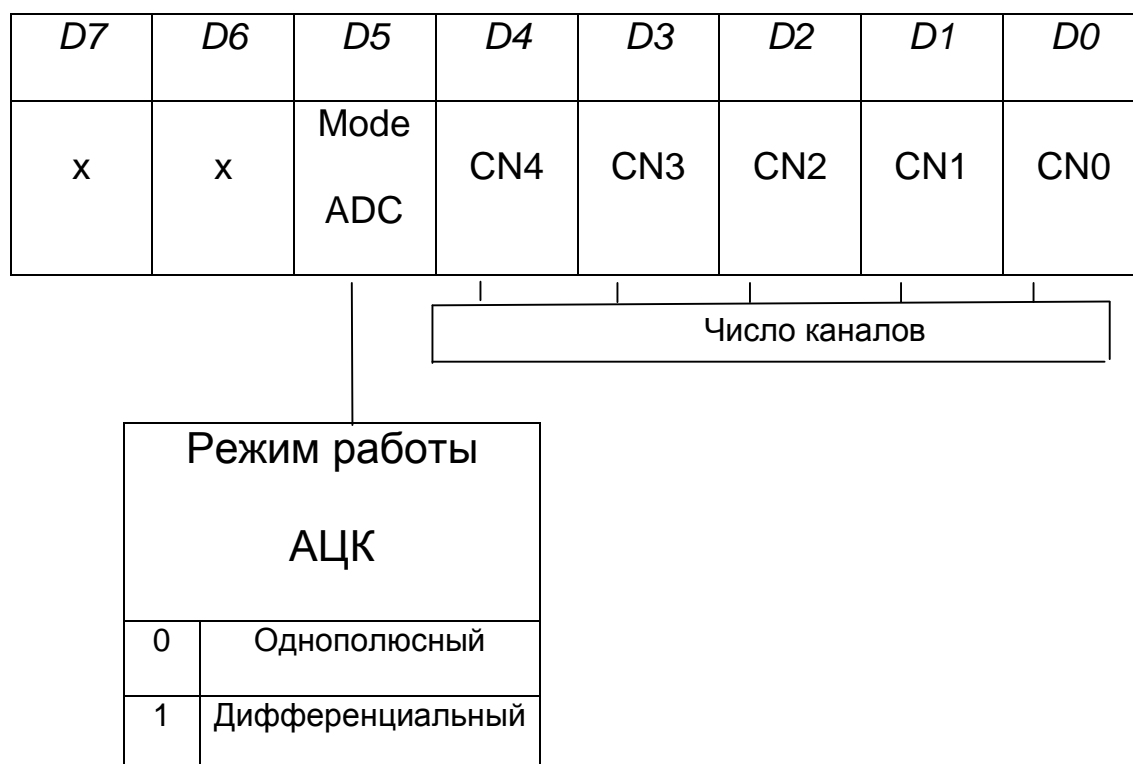 D7 D6 D5 D4 D3 D2 D1 D0
x x Mode ADC CN4 CN3 CN2 CN1 CN0
Число каналов
Режим работы
АЦК
0 Однополюсный
1 Дифференциальный